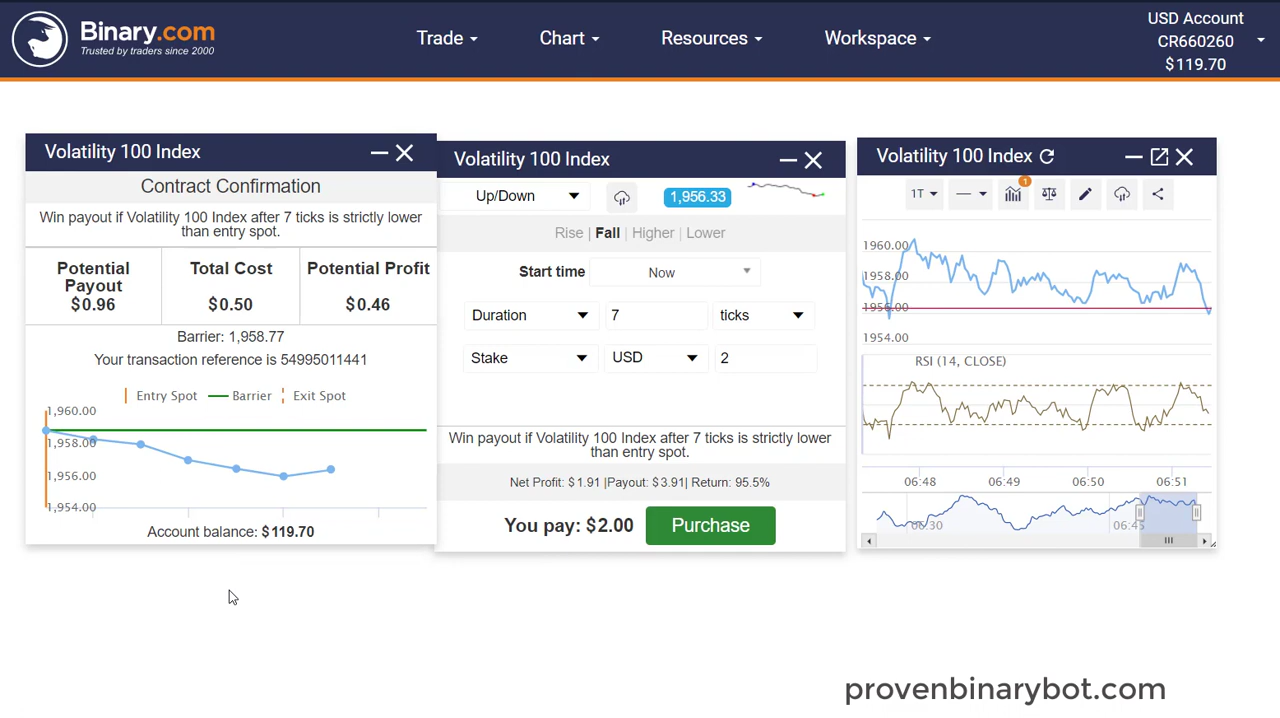 Binary.com
Trusted by traders since 2000
Trade
Chart
Resources
Workspace
USD Account
CR660260
$119.70
Volatility 100 Index
Contract Confirmation
Win payout if Volatility 100 Index after 7 ticks is strictly lower
than entry spot.
Potential
Payout
$0.96
Total Cost
$0.50
Potential Profit
$0.46
Barrier: 1,958.77
Your transaction reference is 54995011441
Entry Spot
Barrier
Exit Spot
1,960.00
1,958.00
1,956.00
1,954.00
Account balance: $119.70
Volatility 100 Index
Up/Down
1,956.33
Rise | Fall | Higher | Lower
Start time
Now
Duration
7
ticks
Stake
USD
2
Win payout if Volatility 100 Index after 7 ticks is strictly lower
than entry spot.
Net Profit: $1.91 |Payout: $3.91| Return: 95.5%
You pay: $2.00
Purchase
Volatility 100 Index
1T
1
1960.00
1958.00
1956.00
1954.00
RSI (14, CLOSE)
06:48
06:49
06:50
06:51
06:30
06:45
provenbinarybot.com